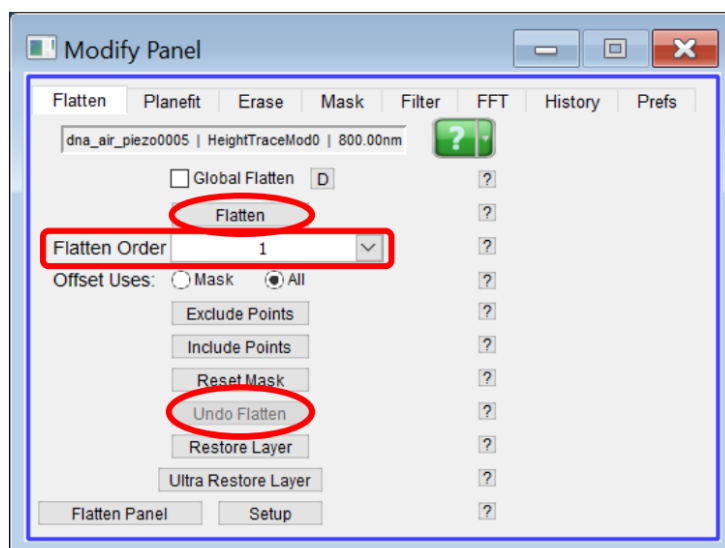 Modify Panel
Flatten Planefit Erase Mask Filter FFT History Prefs
dna_air_piezo0005 | HeightTraceMod0 | 800.00nm ?
Global Flatten D ?
Flatten ?
Flatten Order 1 ?
Offset Uses: Mask All ?
Exclude Points ?
Include Points ?
Reset Mask ?
Undo Flatten ?
Restore Layer ?
Ultra Restore Layer ?
Flatten Panel Setup ?